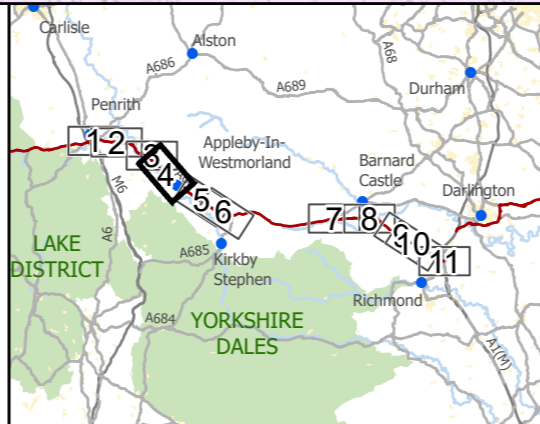 Carlisle
Alston
A68
A686
A689
Durham
Penrith
1 2
3
Appleby-In-
Westmorland
4
Barnard
Castle
5 6
7 8
9
10
11
Darlington
M6
A6
LAKE
DISTRICT
A685
Kirkby
Stephen
Richmond
A684
YORKSHIRE
DALES
A1(M)